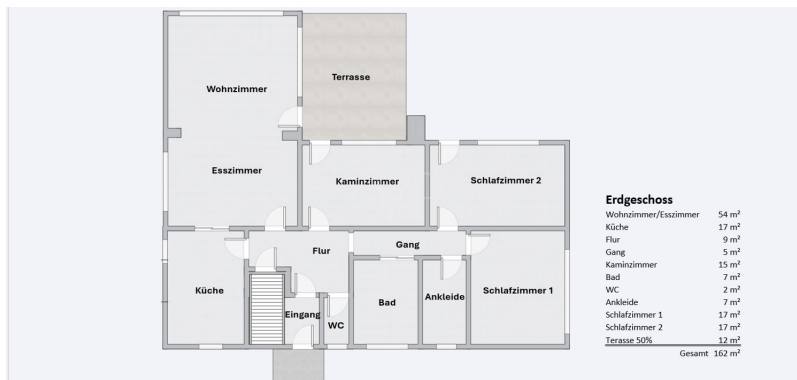 Wohnzimmer
Terrasse
Esszimmer
Kaminzimmer
Schlafzimmer 2
Flur
Gang
Küche
Eingang
WC
Bad
Ankleide
Schlafzimmer 1
Erdgeschoss
Wohnzimmer/Esszimmer 54 m²
Küche 17 m²
Flur 9 m²
Gang 5 m²
Kaminzimmer 15 m²
Bad 7 m²
WC 2 m²
Ankleide 7 m²
Schlafzimmer 1 17 m²
Schlafzimmer 2 17 m²
Terasse 50% 12 m²
Gesamt 162 m²